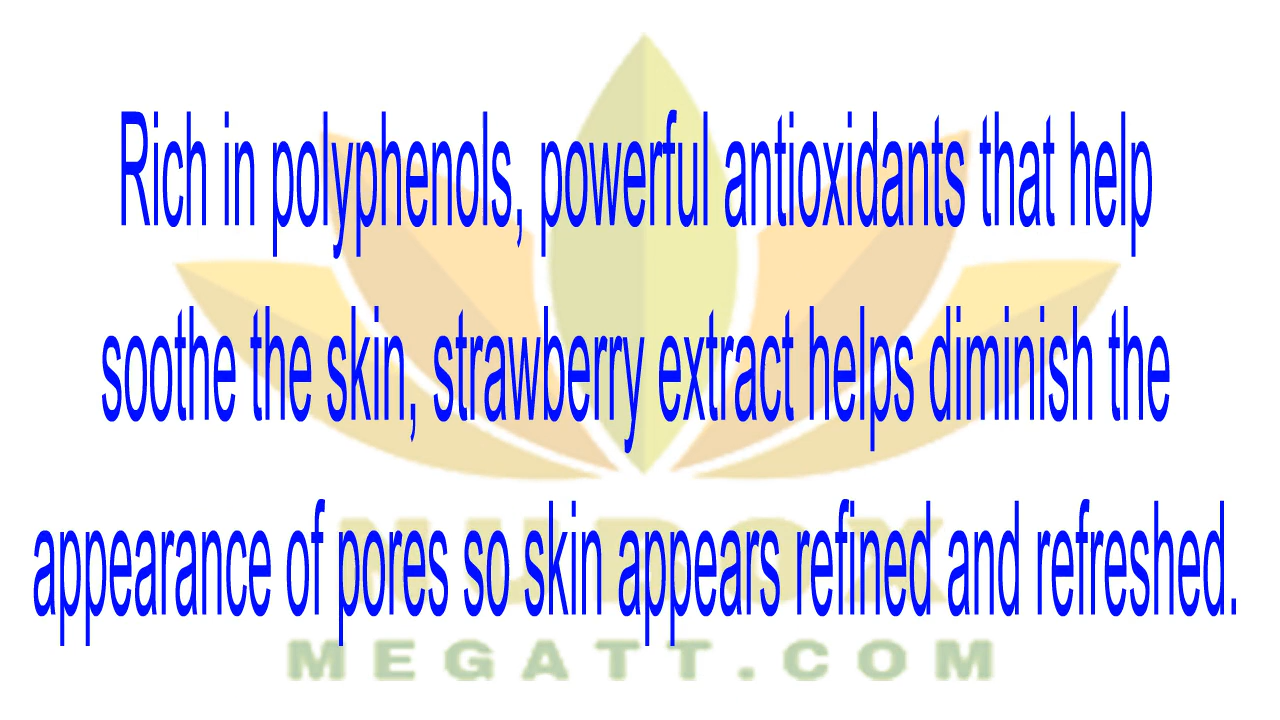 Rich in polyphenols, powerful antioxidants that help
soothe the skin, strawberry extract helps diminish the
appearance of pores so skin appears refined and refreshed.
MEGATT.COM